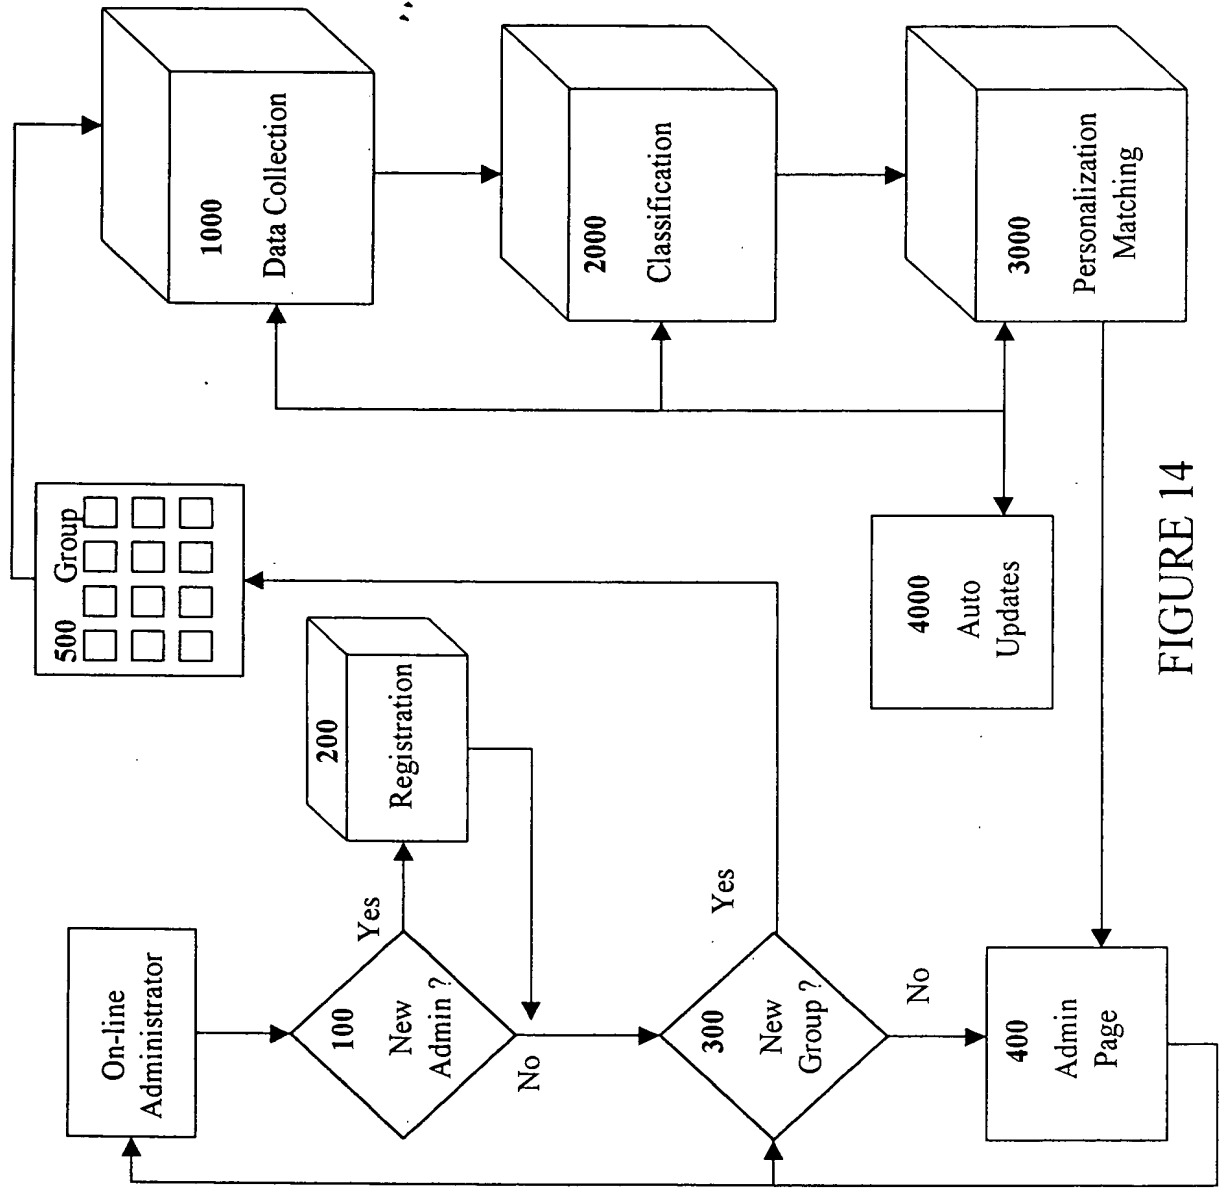 On-line
Administrator
100
New
Admin ?
Yes
No
200
Registration
300
New
Group ?
Yes
No
400
Admin
Page
500 Group
1000
Data Collection
2000
Classification
3000
Personalization
Matching
4000
Auto
Updates
FIGURE 14